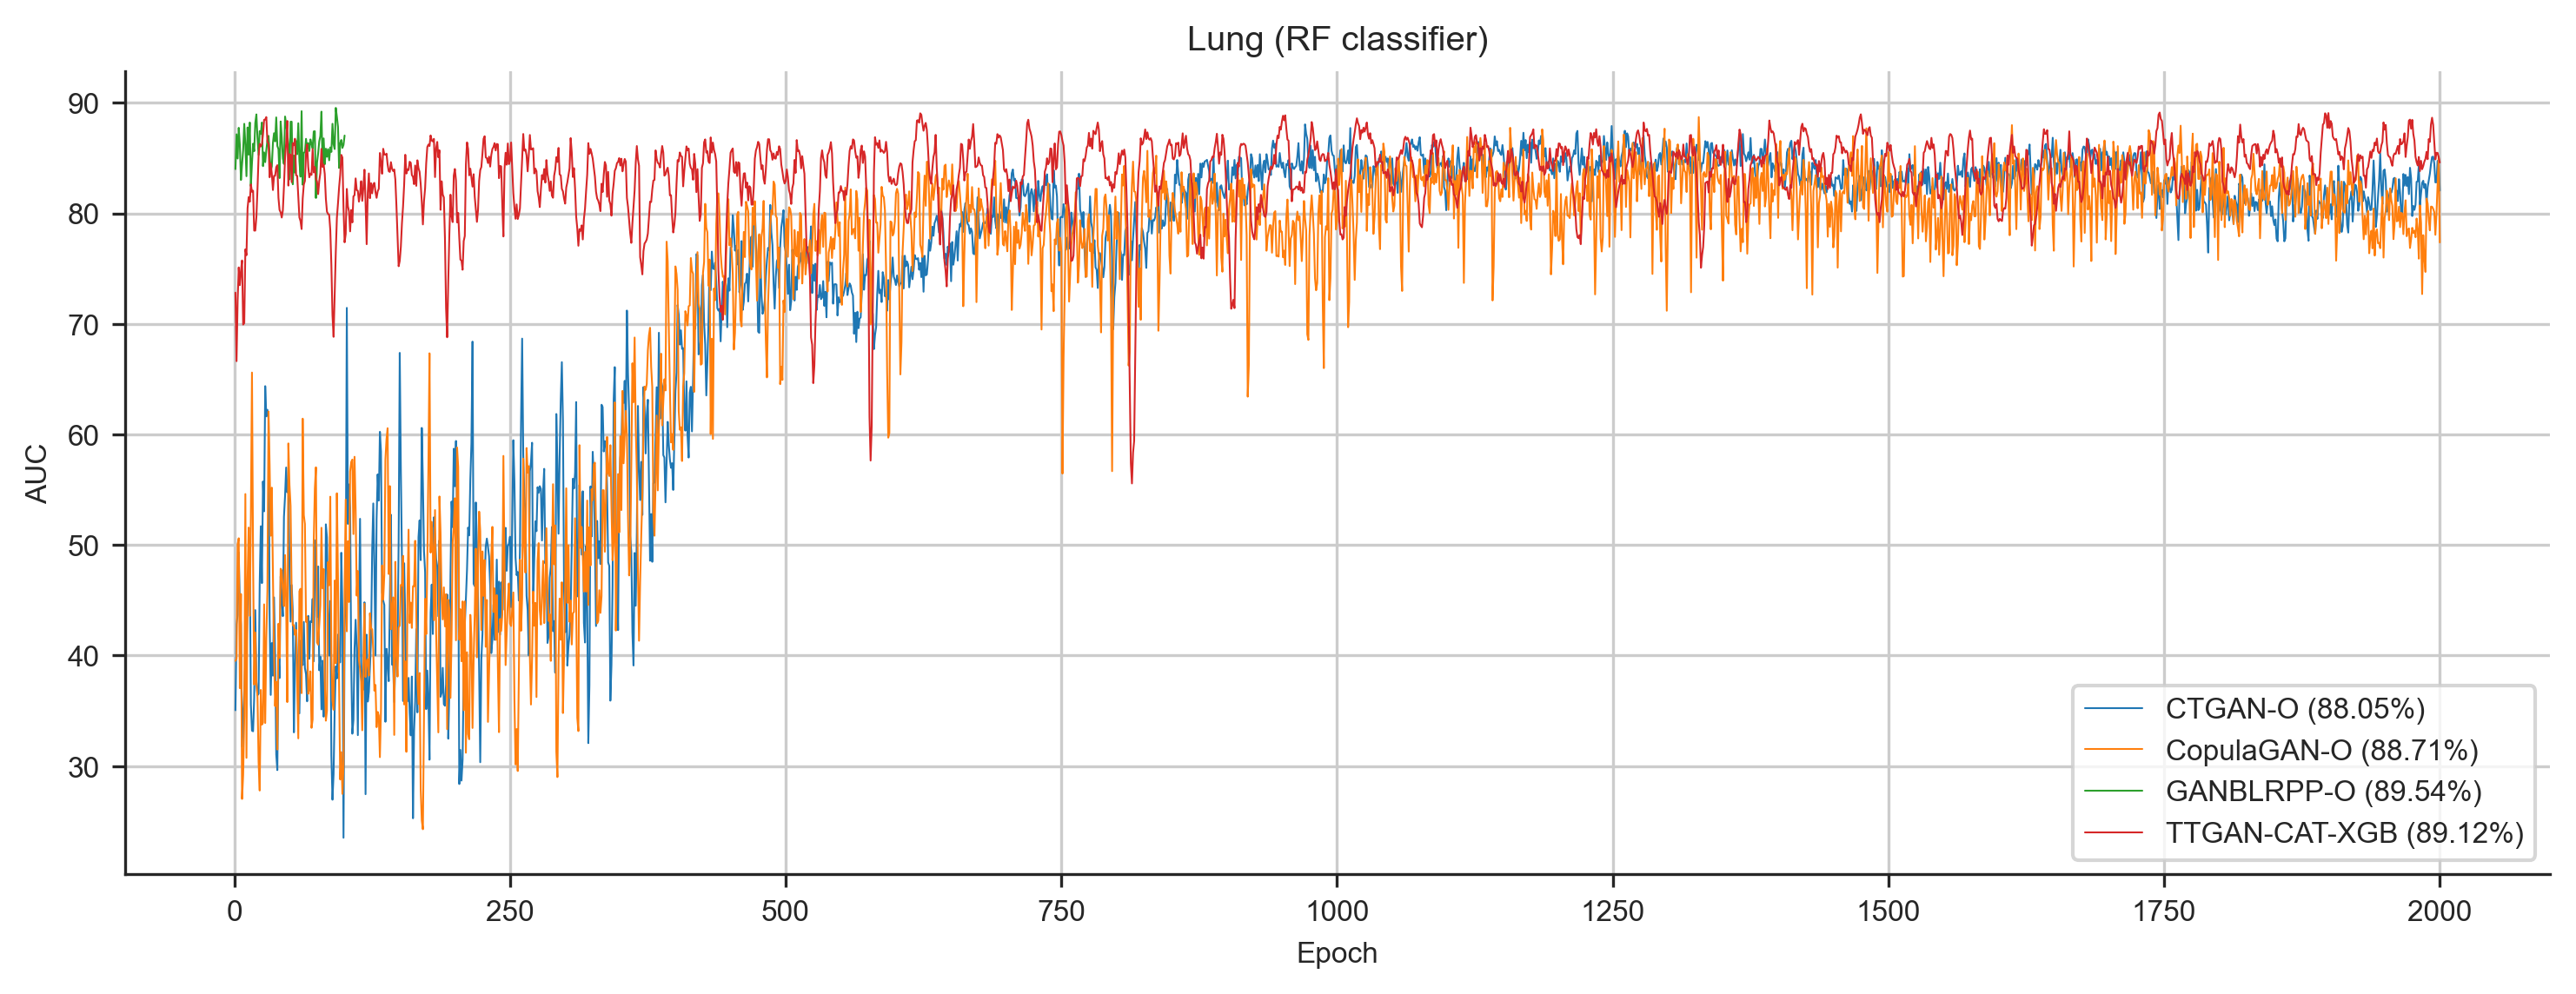 Lung (RF classifier)
90
80
70
60
50
40
30
AUC
0 250 500 750 1000 1250 1500 1750 2000
Epoch
CTGAN-O (88.05%)
CopulaGAN-O (88.71%)
GANBLRPP-O (89.54%)
TTGAN-CAT-XGB (89.12%)